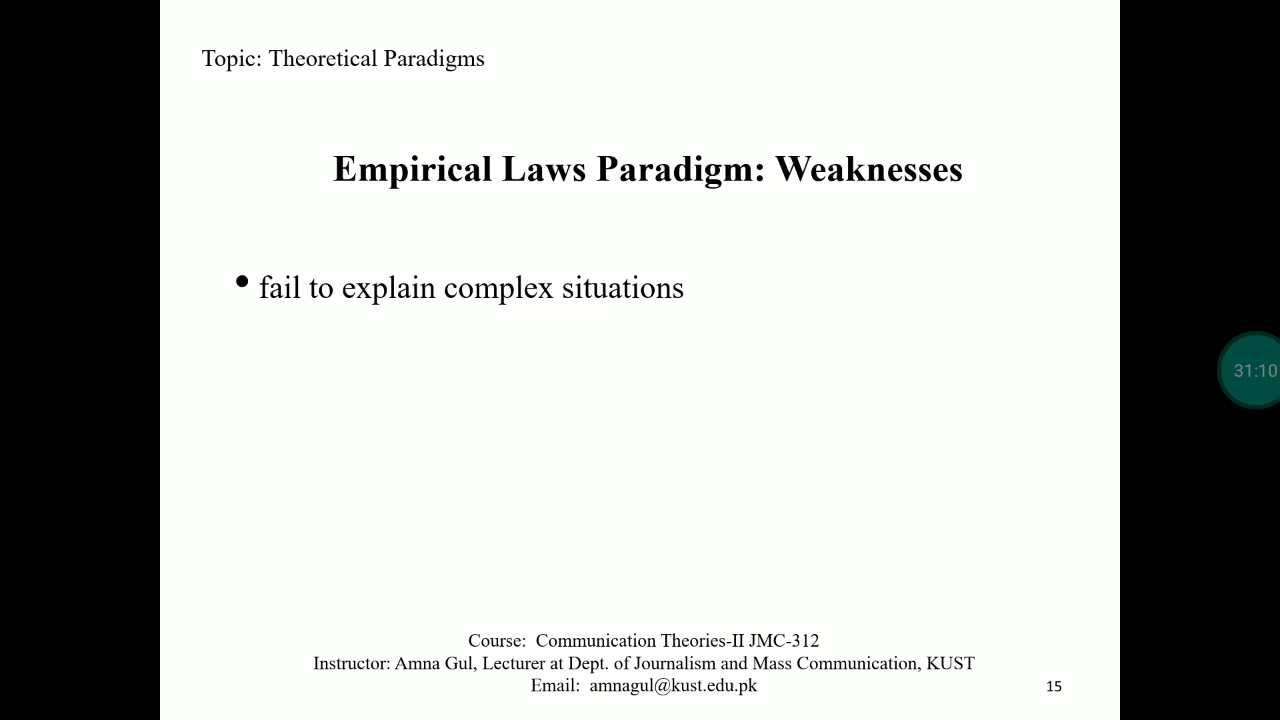 Topic: Theoretical Paradigms
Empirical Laws Paradigm: Weaknesses
• fail to explain complex situations
31:10
Course:  Communication Theories-II JMC-312
Instructor: Amna Gul, Lecturer at Dept. of Journalism and Mass Communication, KUST
Email:  amnagul@kust.edu.pk
15